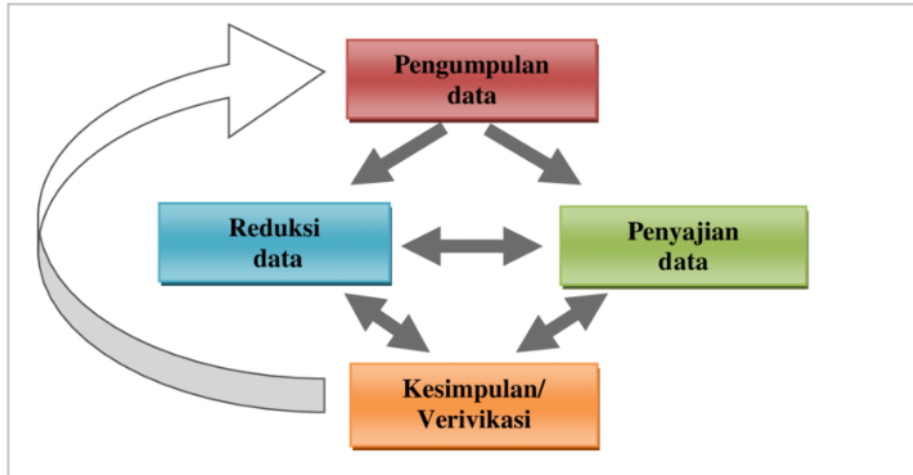 Pengumpulan
data
Reduksi
data
Penyajian
data
Kesimpulan/
Verivikasi